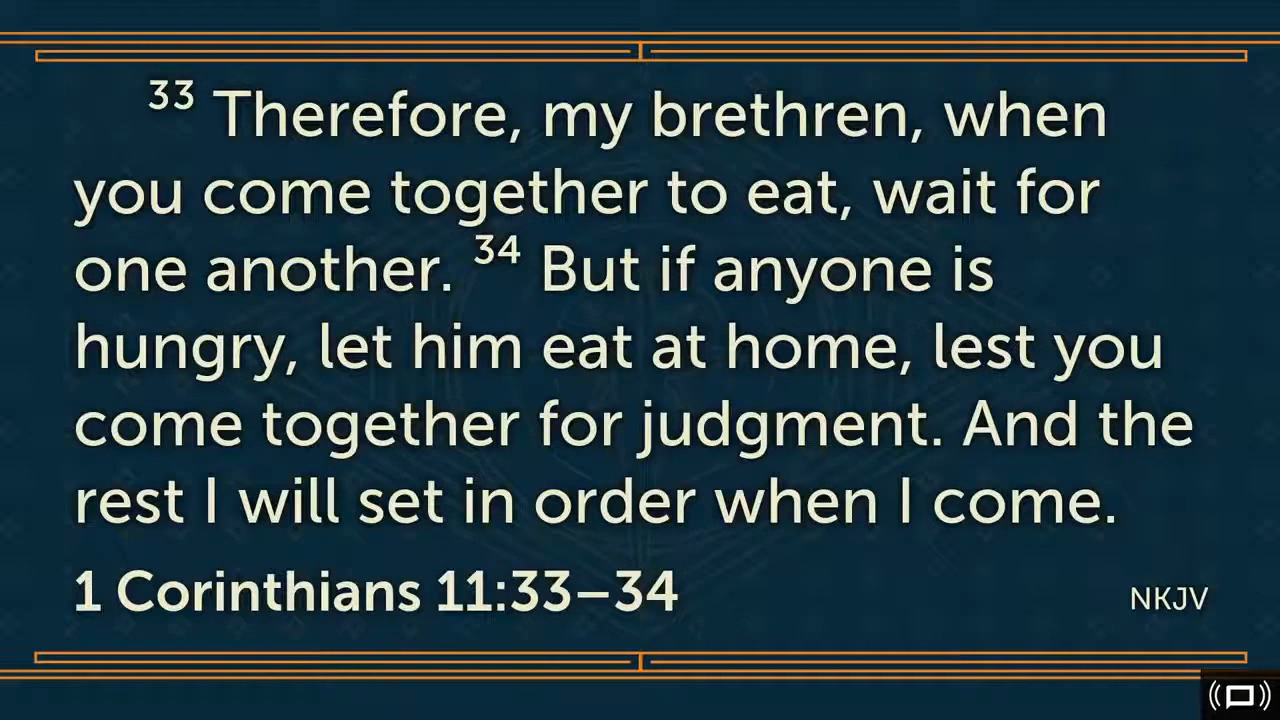 33 Therefore, my brethren, when
you come together to eat, wait for
one another. 34 But if anyone is
hungry, let him eat at home, lest you
come together for judgment. And the
rest I will set in order when I come.
1 Corinthians 11:33–34
NKJV